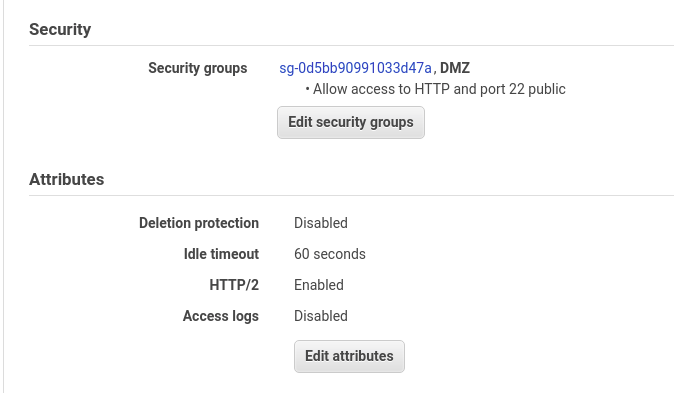 Security
Security groups sg-0d5bb90991033d47a, DMZ
• Allow access to HTTP and port 22 public
Edit security groups
Attributes
Deletion protection Disabled
Idle timeout 60 seconds
HTTP/2 Enabled
Access logs Disabled
Edit attributes